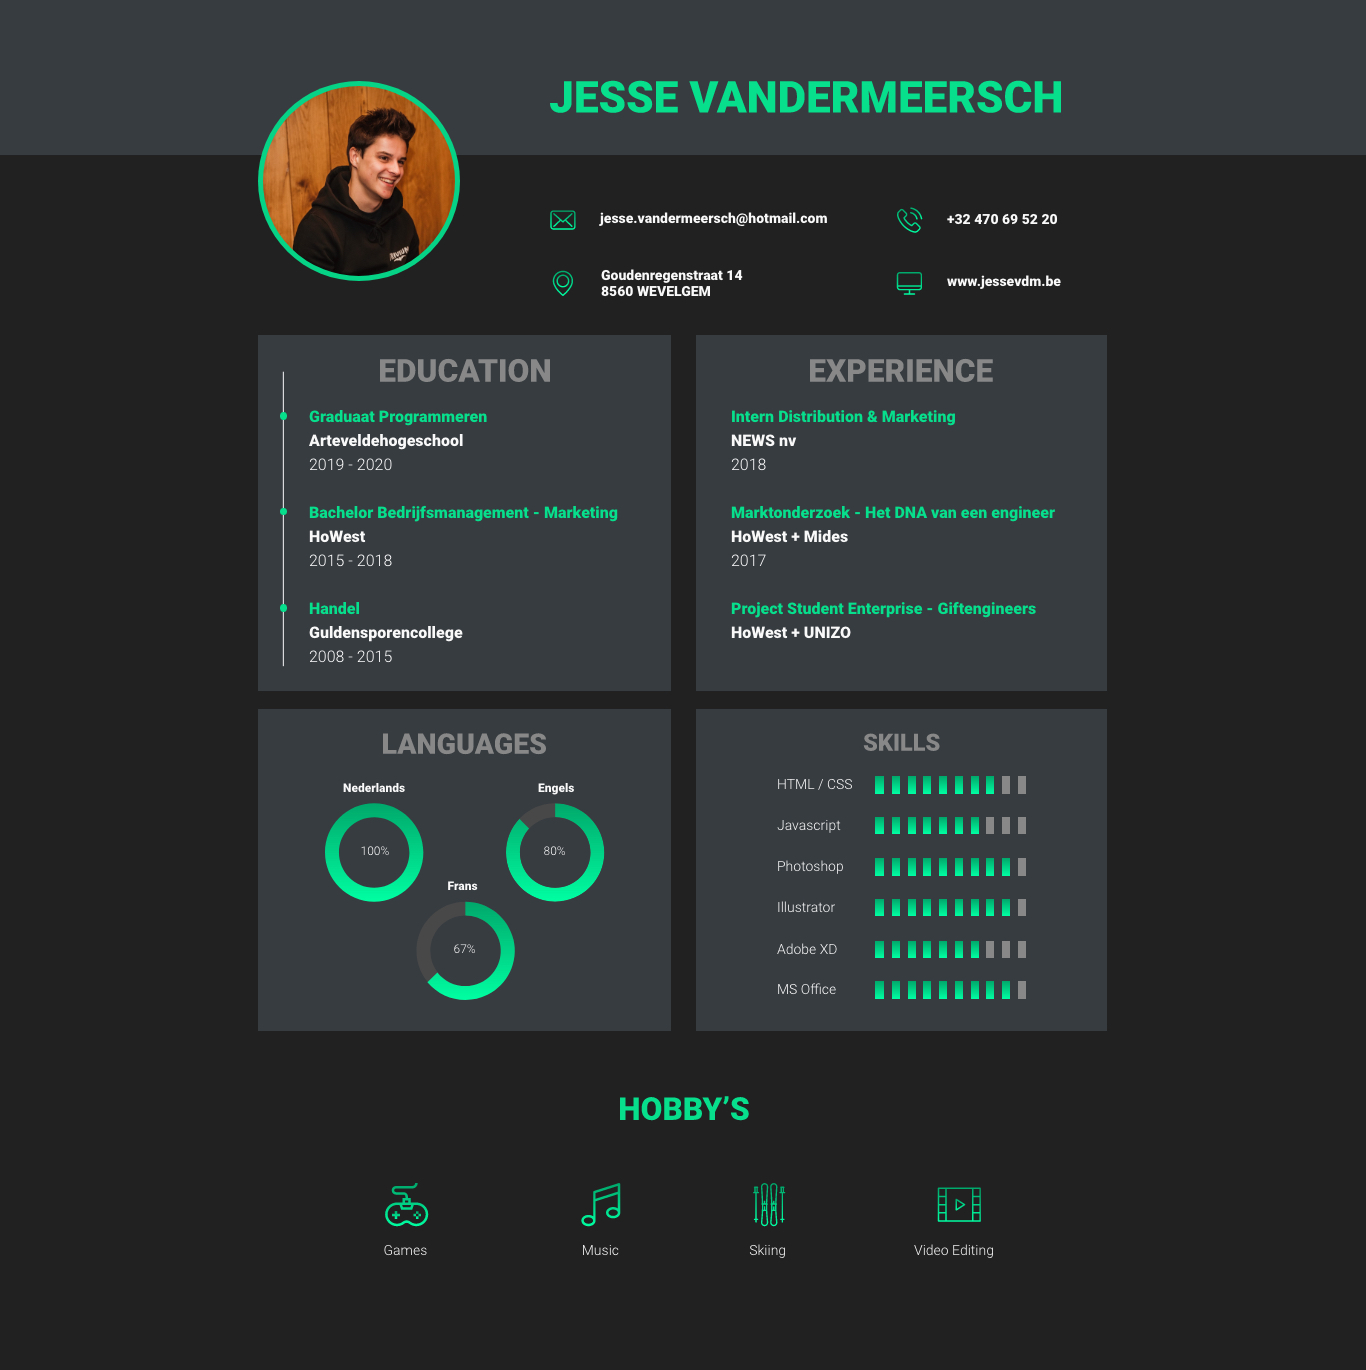 JESSE VANDERMEERSCH
jesse.vandermeersch@hotmail.com
+32 470 69 52 20
Goudenregenstraat 14
8560 WEVELGEM
www.jessevdm.be
EDUCATION
Graduaat Programmeren
Arteveldehogeschool
2019 - 2020
Bachelor Bedrijfsmanagement - Marketing
HoWest
2015 - 2018
Handel
Guldensporencollege
2008 - 2015
EXPERIENCE
Intern Distribution & Marketing
NEWS nv
2018
Marktonderzoek - Het DNA van een engineer
HoWest + Mides
2017
Project Student Enterprise - Giftengineers
HoWest + UNIZO
LANGUAGES
Nederlands
100%
Engels
80%
Frans
67%
SKILLS
HTML / CSS
Javascript
Photoshop
Illustrator
Adobe XD
MS Office
HOBBY’S
Games
Music
Skiing
Video Editing